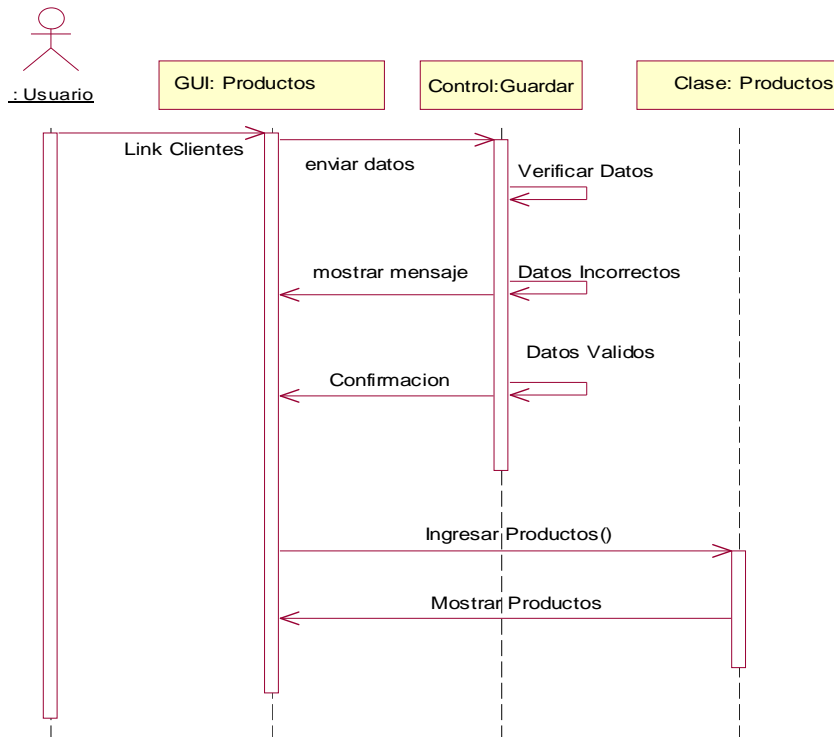 : Usuario
GUI: Productos
Control:Guardar
Clase: Productos
Link Clientes
enviar datos
Verificar Datos
mostrar mensaje
Datos Incorrectos
Datos Validos
Confirmacion
Ingresar Productos()
Mostrar Productos